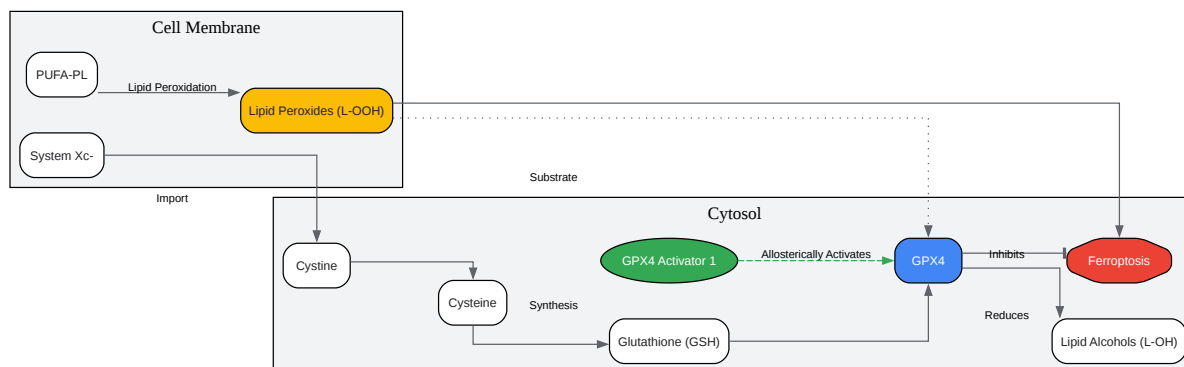 Cell Membrane
PUFA-PL
Lipid Peroxidation
Lipid Peroxides (L-OOH)
System Xc-
Import
Substrate
Cytosol
Cystine
GPX4 Activator 1
Allosterically Activates
GPX4
Inhibits
Ferroptosis
Cysteine
Synthesis
Glutathione (GSH)
Reduces
Lipid Alcohols (L-OH)